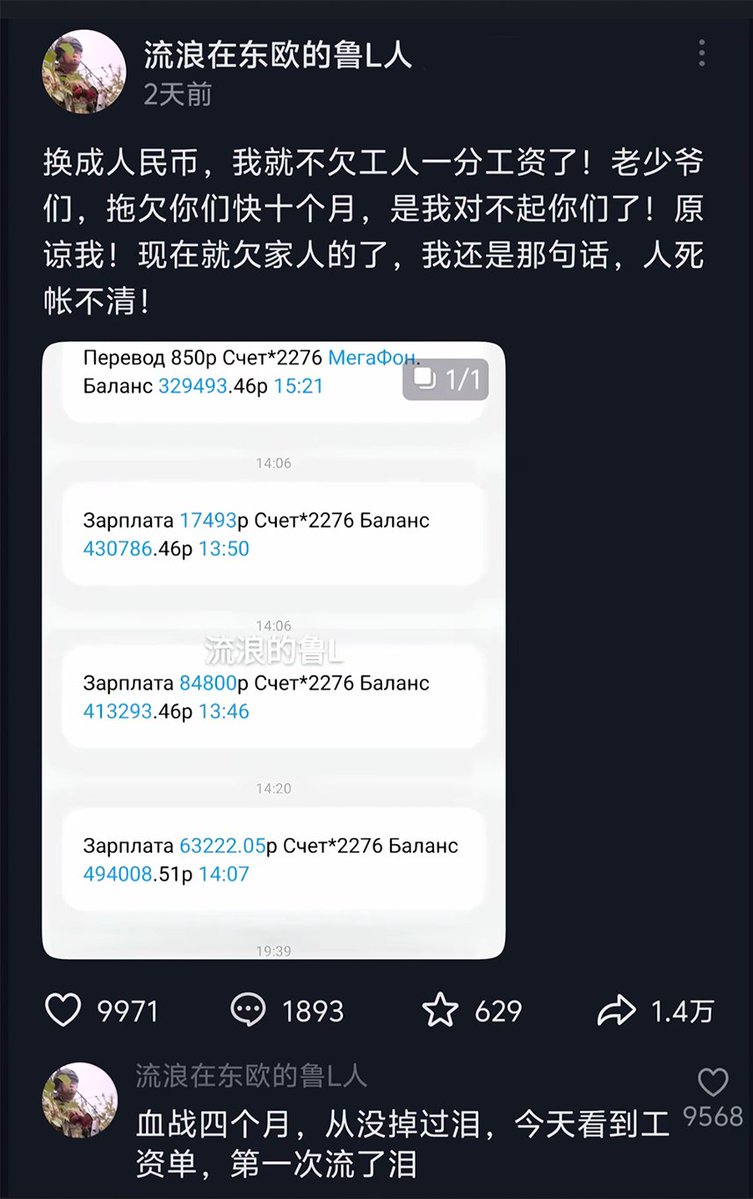 流浪在东欧的鲁L人
2天前
换成人民币，我就不欠工人一分工资了！老少爷
们，拖欠你们快十个月，是我对不起你们了！原
谅我！现在就欠家人的了，我还是那句话，人死
帐不清！
Перевод 850р Счет*2276 МегаФон.
Баланс 329493.46р 15:21
1/1
14:06
Зарплата 17493р Счет*2276 Баланс
430786.46р 13:50
14:06
流浪的鲁L
Зарплата 84800р Счет*2276 Баланс
413293.46р 13:46
14:20
Зарплата 63222.05р Счет*2276 Баланс
494008.51р 14:07
19:39
9971
1893
629
1.4万
流浪在东欧的鲁L人
血战四个月，从没掉过泪，今天看到工
资单，第一次流了泪
9568